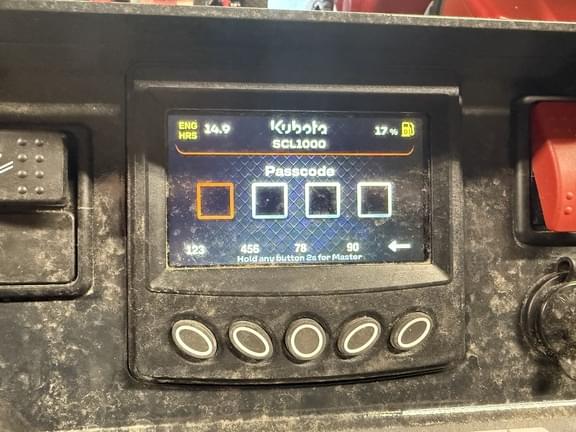 ENG HRS 14.9 Kubota 17 %
SCL1000
Passcode
123 456 78 90
Hold any button 2s for Master